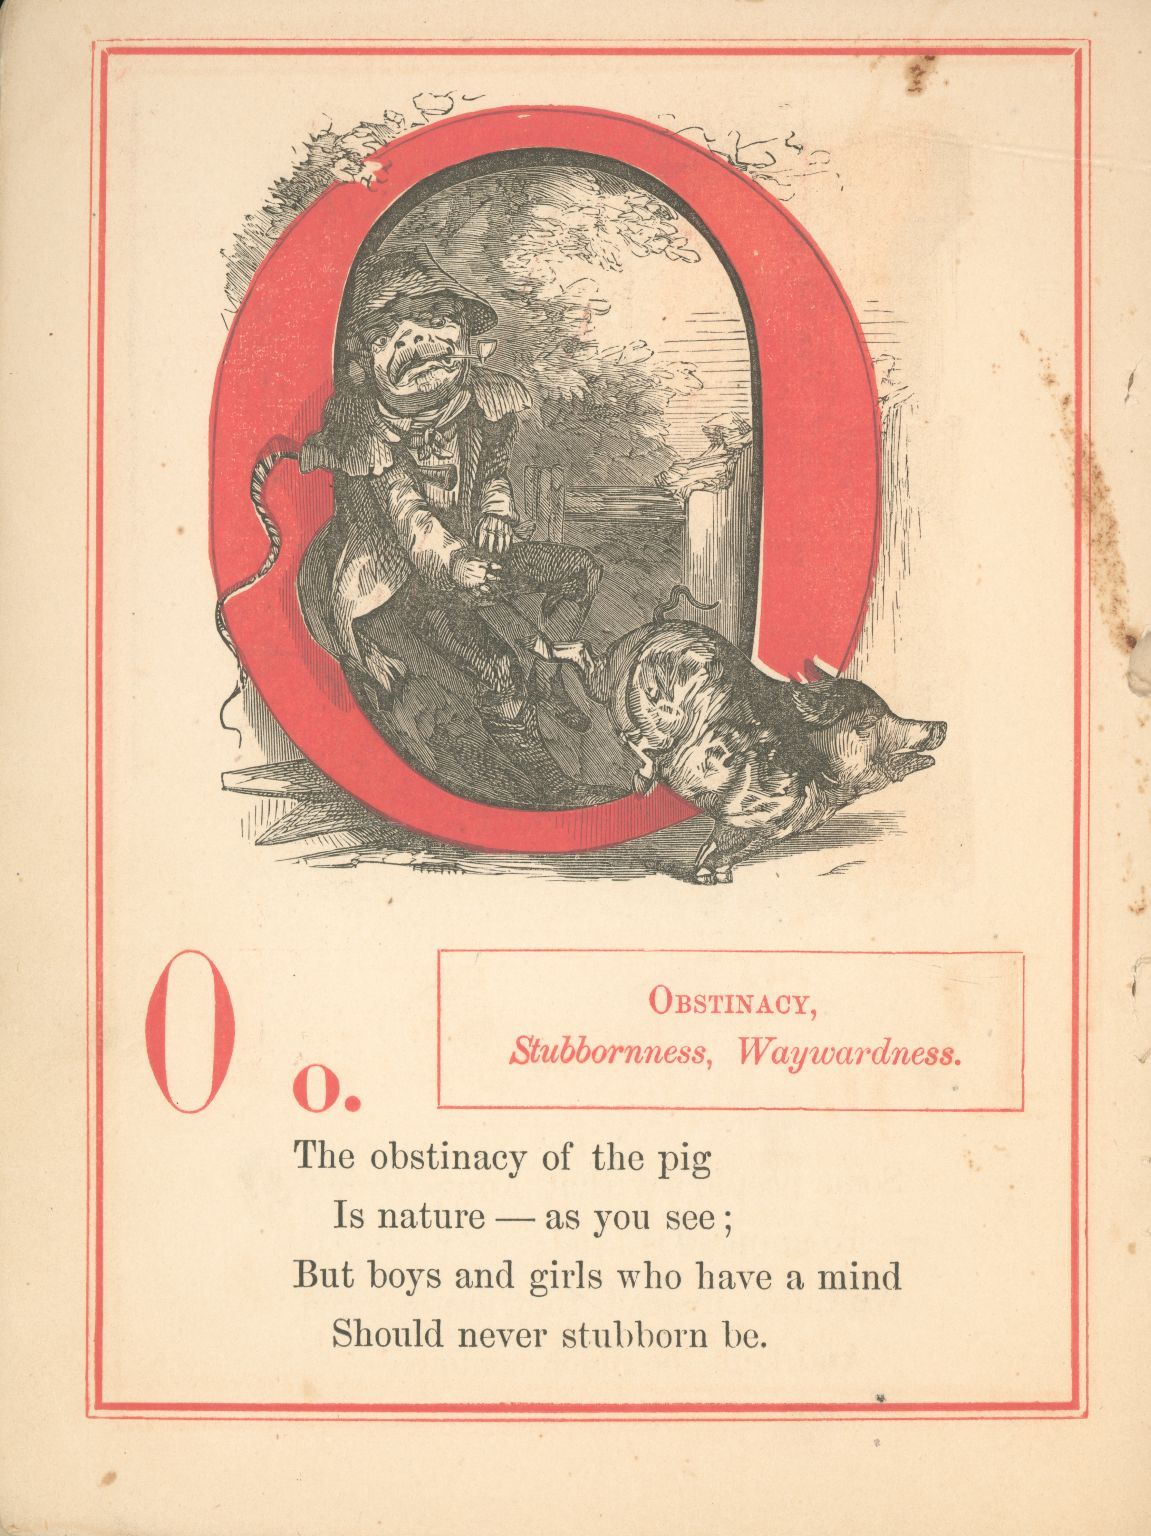 O o.
OBSTINACY,
Stubbornness, Waywardness.
The obstinacy of the pig
Is nature — as you see;
But boys and girls who have a mind
Should never stubborn be.